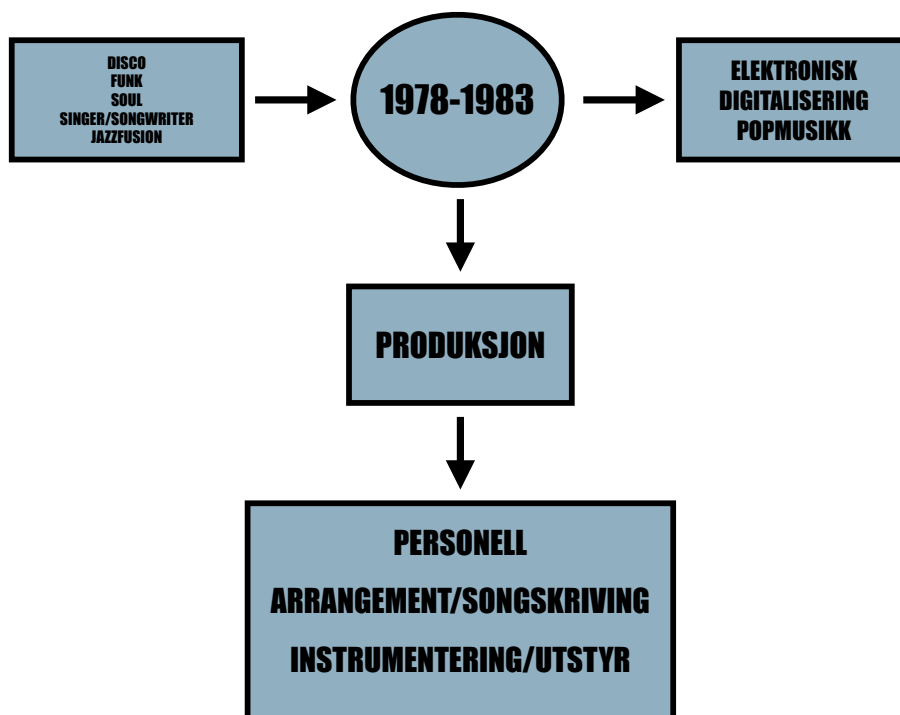 DISCO
FUNK
SOUL
SINGER/SONGWRITER
JAZZFUSION
1978-1983
ELEKTRONISK
DIGITALISERING
POPMUSIKK
PRODUKSJON
PERSONELL
ARRANGEMENT/SONGSKRIVING
INSTRUMENTERING/UTSTYR